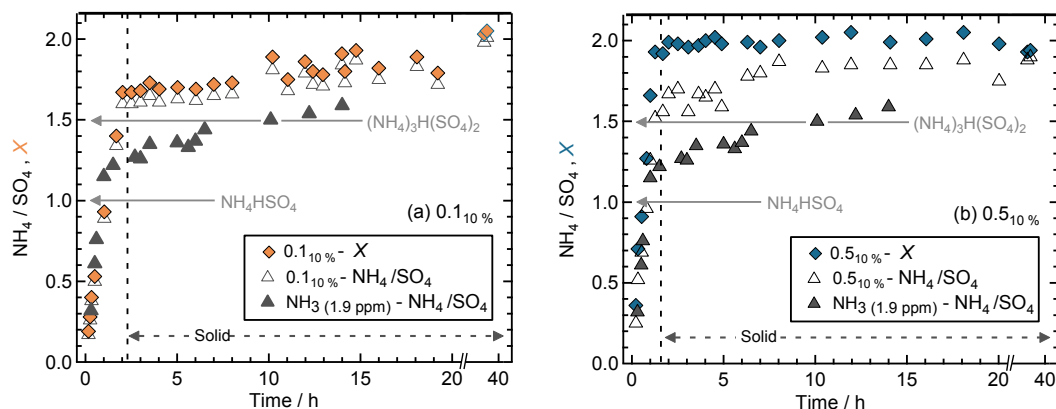 2.0
1.5
1.0
0.5
0.0
NH₄ / SO₄ , X
(NH₄)₃H(SO₄)₂
NH₄HSO₄
(a) 0.1₁₀ %
0.1₁₀ % - X
0.1₁₀ % - NH₄ /SO₄
NH₃ (1.9 ppm) - NH₄ /SO₄
Solid
0 5 10 15 20 40
Time / h
2.0
1.5
1.0
0.5
0.0
NH₄ / SO₄ , X
(NH₄)₃H(SO₄)₂
NH₄HSO₄
(b) 0.5₁₀ %
0.5₁₀ % - X
0.5₁₀ % - NH₄ /SO₄
NH₃ (1.9 ppm) - NH₄ /SO₄
Solid
0 5 10 15 20 40
Time / h